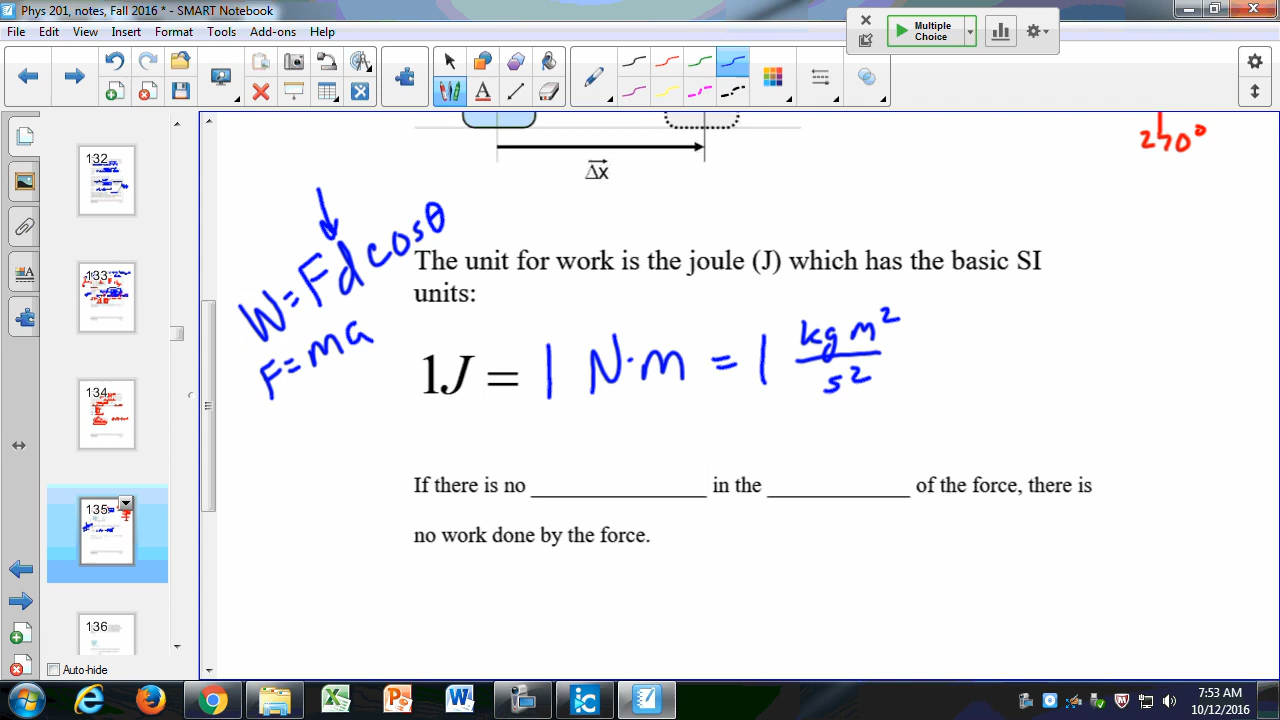 Phys 201, notes, Fall 2016 * - SMART Notebook
File Edit View Insert Format Tools Add-ons Help
Multiple
Choice
132
133
134
135
136
Auto-hide
Δx
W = Fd cosθ
F = ma
The unit for work is the joule (J) which has the basic SI
units:
1J = 1 N·m = 1 kg m²
s²
If there is no ________________ in the _____________ of the force, there is
no work done by the force.
7:53 AM
10/12/2016